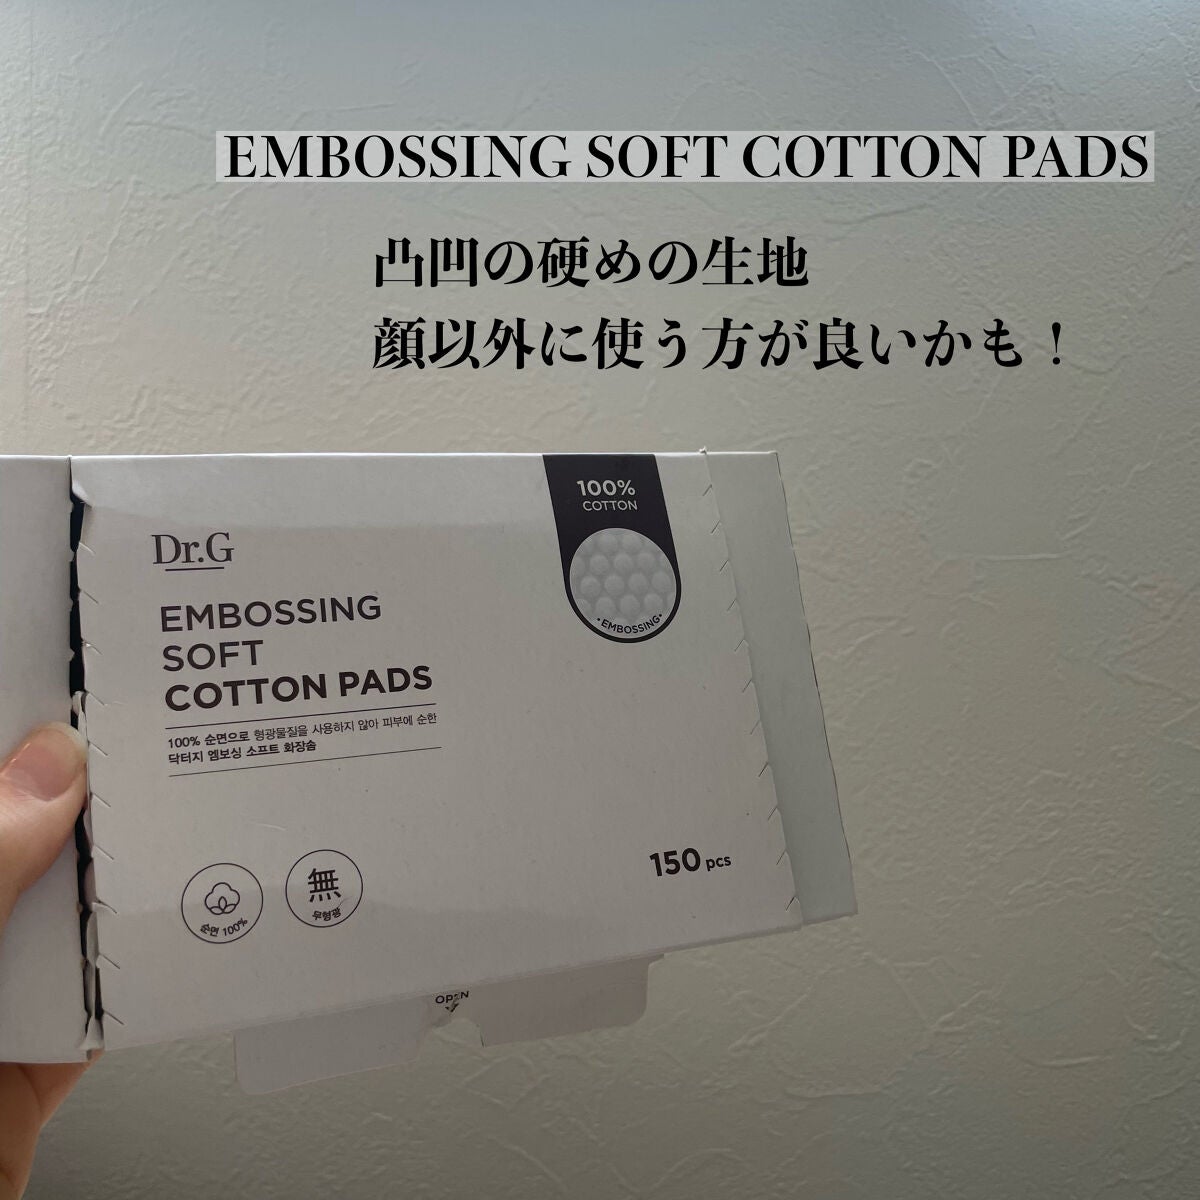 EMBOSSING SOFT COTTON PADS
凸凹の硬めの生地
顔以外に使う方が良いかも！
100%
COTTON
•EMBOSSING•
Dr.G
EMBOSSING
SOFT
COTTON PADS
100% 순면으로 형광물질을 사용하지 않아 피부에 순한
닥터지 엠보싱 소프트 화장솜
150 pcs
순면 100%
無
무형광
OPEN